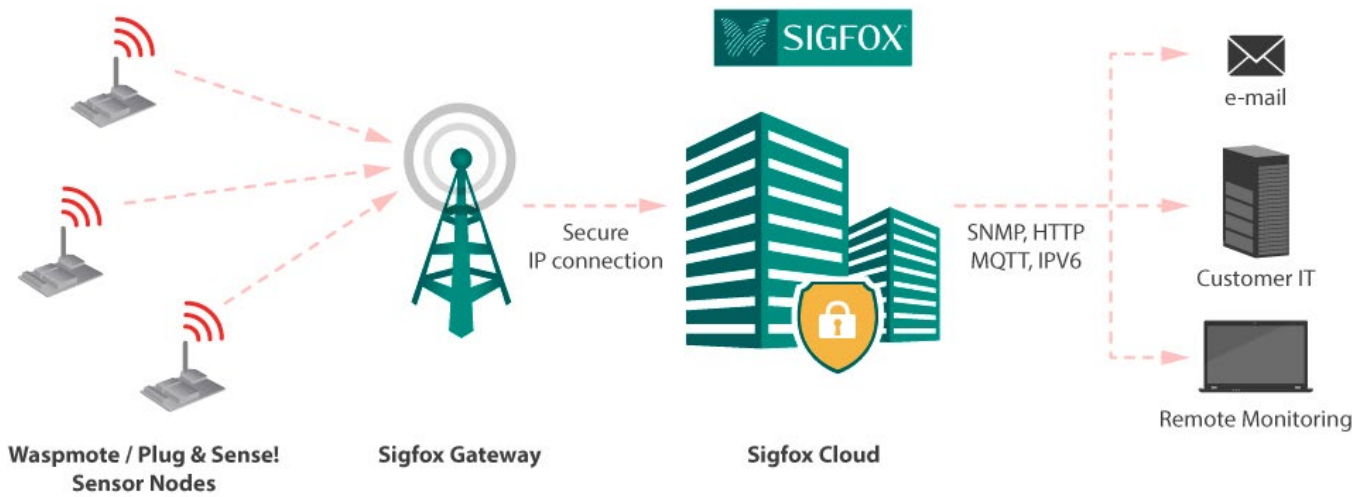 SIGFOX
e-mail
Secure
IP connection
SNMP, HTTP
MQTT, IPV6
Customer IT
Remote Monitoring
Waspmote / Plug & Sense!
Sensor Nodes
Sigfox Gateway
Sigfox Cloud